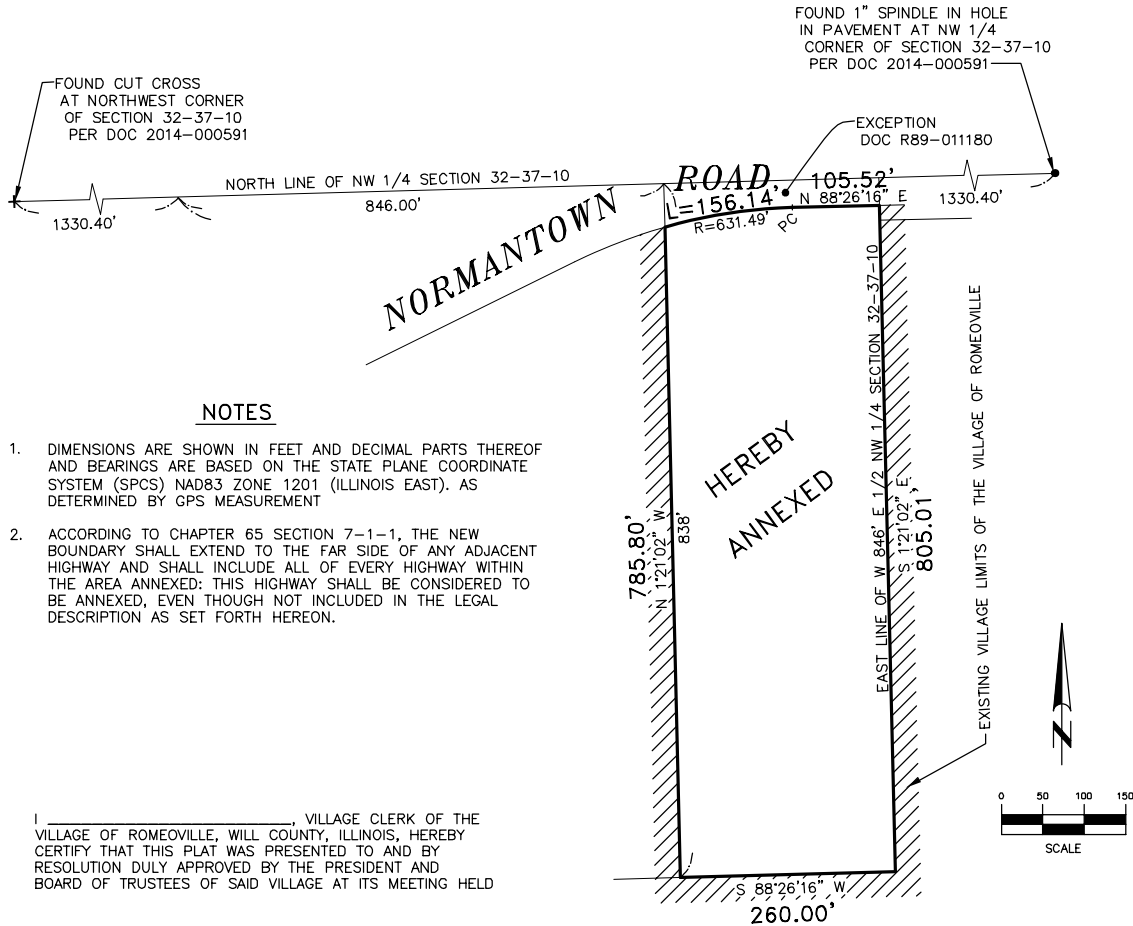 FOUND 1" SPINDLE IN HOLE
IN PAVEMENT AT NW 1/4
CORNER OF SECTION 32-37-10
PER DOC 2014-000591
FOUND CUT CROSS
AT NORTHWEST CORNER
OF SECTION 32-37-10
PER DOC 2014-000591
EXCEPTION
DOC R89-011180
NORTH LINE OF NW 1/4 SECTION 32-37-10
1330.40'
846.00'
NORMANTOWN ROAD
L=156.14'
R=631.49'
PC
105.52'
N 88°26'16" E
1330.40'
NOTES
1. DIMENSIONS ARE SHOWN IN FEET AND DECIMAL PARTS THEREOF
AND BEARINGS ARE BASED ON THE STATE PLANE COORDINATE
SYSTEM (SPCS) NAD83 ZONE 1201 (ILLINOIS EAST). AS
DETERMINED BY GPS MEASUREMENT
2. ACCORDING TO CHAPTER 65 SECTION 7-1-1, THE NEW
BOUNDARY SHALL EXTEND TO THE FAR SIDE OF ANY ADJACENT
HIGHWAY AND SHALL INCLUDE ALL OF EVERY HIGHWAY WITHIN
THE AREA ANNEXED: THIS HIGHWAY SHALL BE CONSIDERED TO
BE ANNEXED, EVEN THOUGH NOT INCLUDED IN THE LEGAL
DESCRIPTION AS SET FORTH HEREON.
785.80'
N 1°21'02" W
838'
HEREBY
ANNEXED
EAST LINE OF W 846' E 1/2 NW 1/4 SECTION 32-37-10
S 1°21'02" E
805.01'
EXISTING VILLAGE LIMITS OF THE VILLAGE OF ROMEOVILLE
N
0 50 100 150
SCALE
S 88°26'16" W
260.00'
I ________________________, VILLAGE CLERK OF THE
VILLAGE OF ROMEOVILLE, WILL COUNTY, ILLINOIS, HEREBY
CERTIFY THAT THIS PLAT WAS PRESENTED TO AND BY
RESOLUTION DULY APPROVED BY THE PRESIDENT AND
BOARD OF TRUSTEES OF SAID VILLAGE AT ITS MEETING HELD